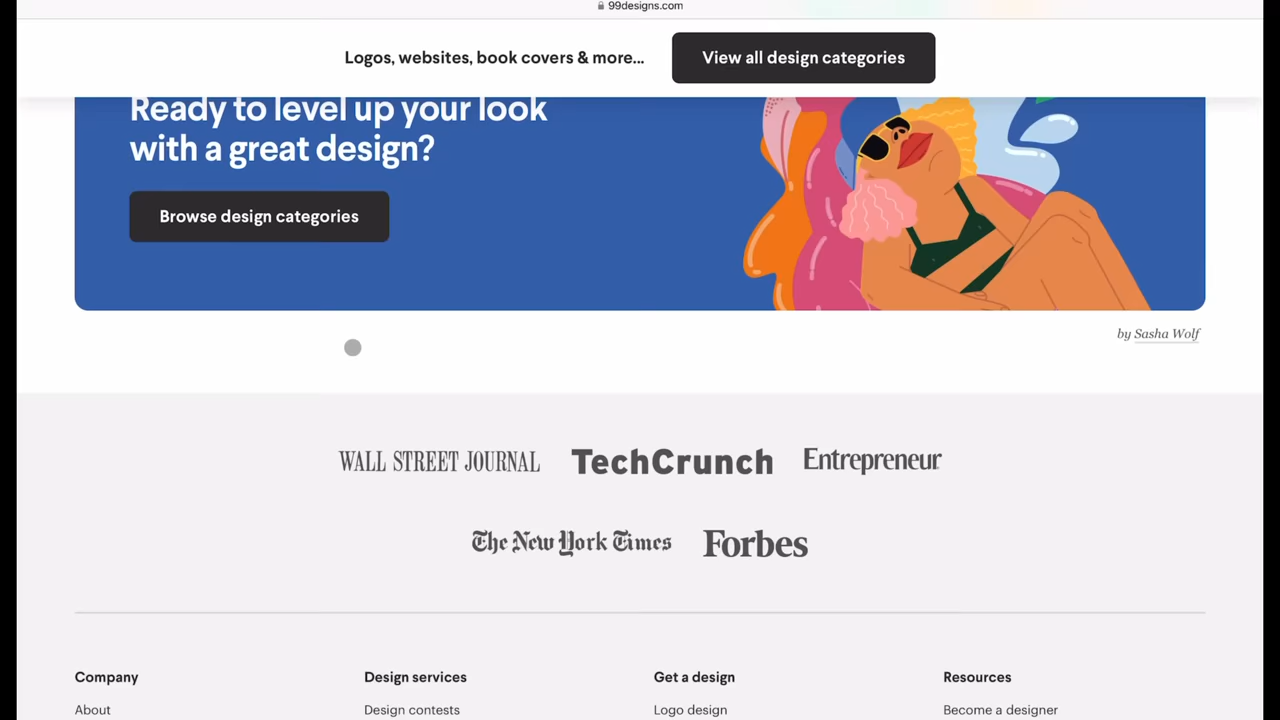 99designs.com
Logos, websites, book covers & more...
View all design categories
Ready to level up your look
with a great design?
Browse design categories
by Sasha Wolf
WALL STREET JOURNAL
TechCrunch
Entrepreneur
The New York Times
Forbes
Company
Design services
Get a design
Resources
About
Design contests
Logo design
Become a designer